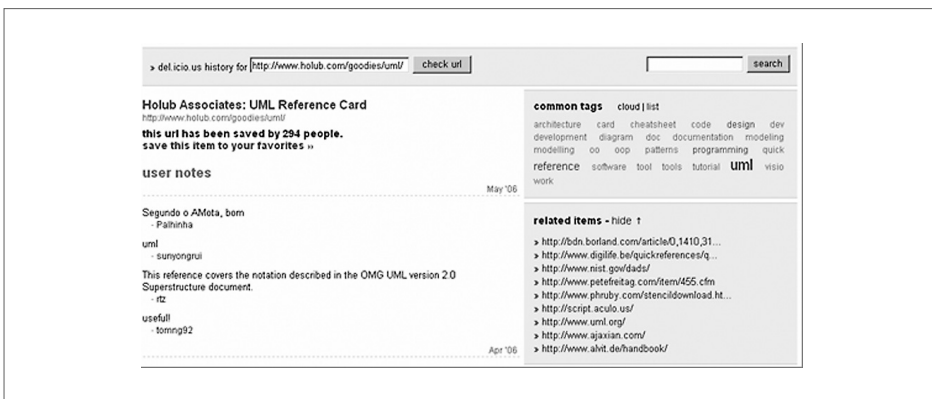 » del.icio.us history for http://www.holub.com/goodies/uml/ check url search
Holub Associates: UML Reference Card
http://www.holub.com/goodies/uml/
this url has been saved by 294 people.
save this item to your favorites »
user notes
May '06
Segundo o AMota, bom
- Palhinha
uml
- sunyongrui
This reference covers the notation described in the OMG UML version 2.0
Superstructure document.
- rtz
useful!
- tomng92
Apr '06
common tags cloud | list
architecture card cheatsheet code design dev
development diagram doc documentation modeling
modelling oo oop patterns programming quick
reference software tool tools tutorial uml visio
work
related items - hide ↑
» http://bdn.borland.com/article/0,1410,31...
» http://www.digilife.be/quickreferences/q...
» http://www.nist.gov/dads/
» http://www.petefreitag.com/item/455.cfm
» http://www.phruby.com/stencildownload.ht...
» http://script.aculo.us/
» http://www.uml.org/
» http://www.ajaxian.com/
» http://www.alvit.de/handbook/